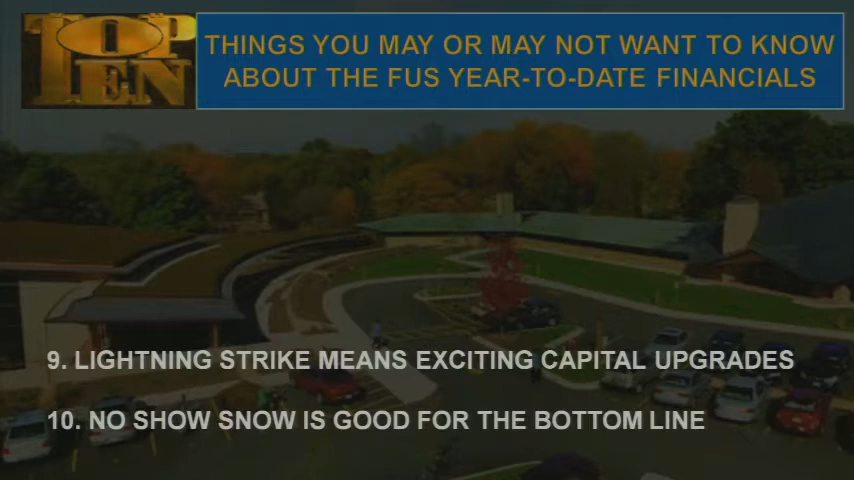 TOP
TEN
THINGS YOU MAY OR MAY NOT WANT TO KNOW
ABOUT THE FUS YEAR-TO-DATE FINANCIALS
9. LIGHTNING STRIKE MEANS EXCITING CAPITAL UPGRADES
10. NO SHOW SNOW IS GOOD FOR THE BOTTOM LINE